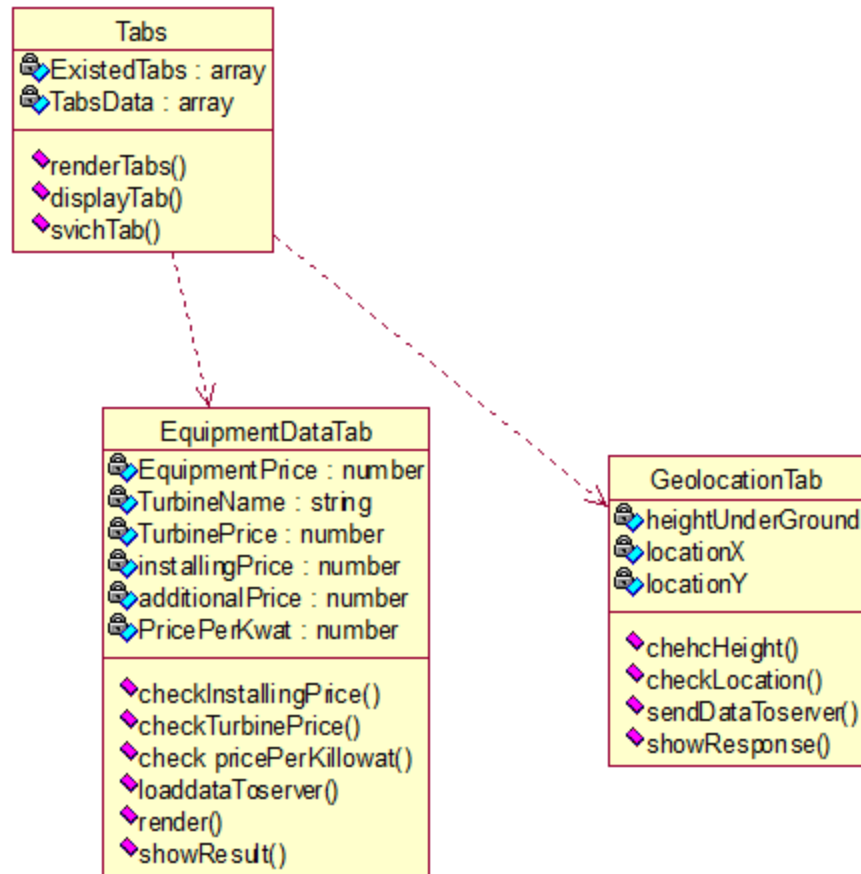 Tabs
ExistedTabs : array
TabsData : array
renderTabs()
displayTab()
svichTab()
EquipmentDataTab
EquipmentPrice : number
TurbineName : string
TurbinePrice : number
installingPrice : number
additionalPrice : number
PricePerKwat : number
checkInstallingPrice()
checkTurbinePrice()
check pricePerKillowat()
loaddataToserver()
render()
showResult()
GeolocationTab
heightUnderGround
locationX
locationY
chehcHeight()
checkLocation()
sendDataToserver()
showResponse()